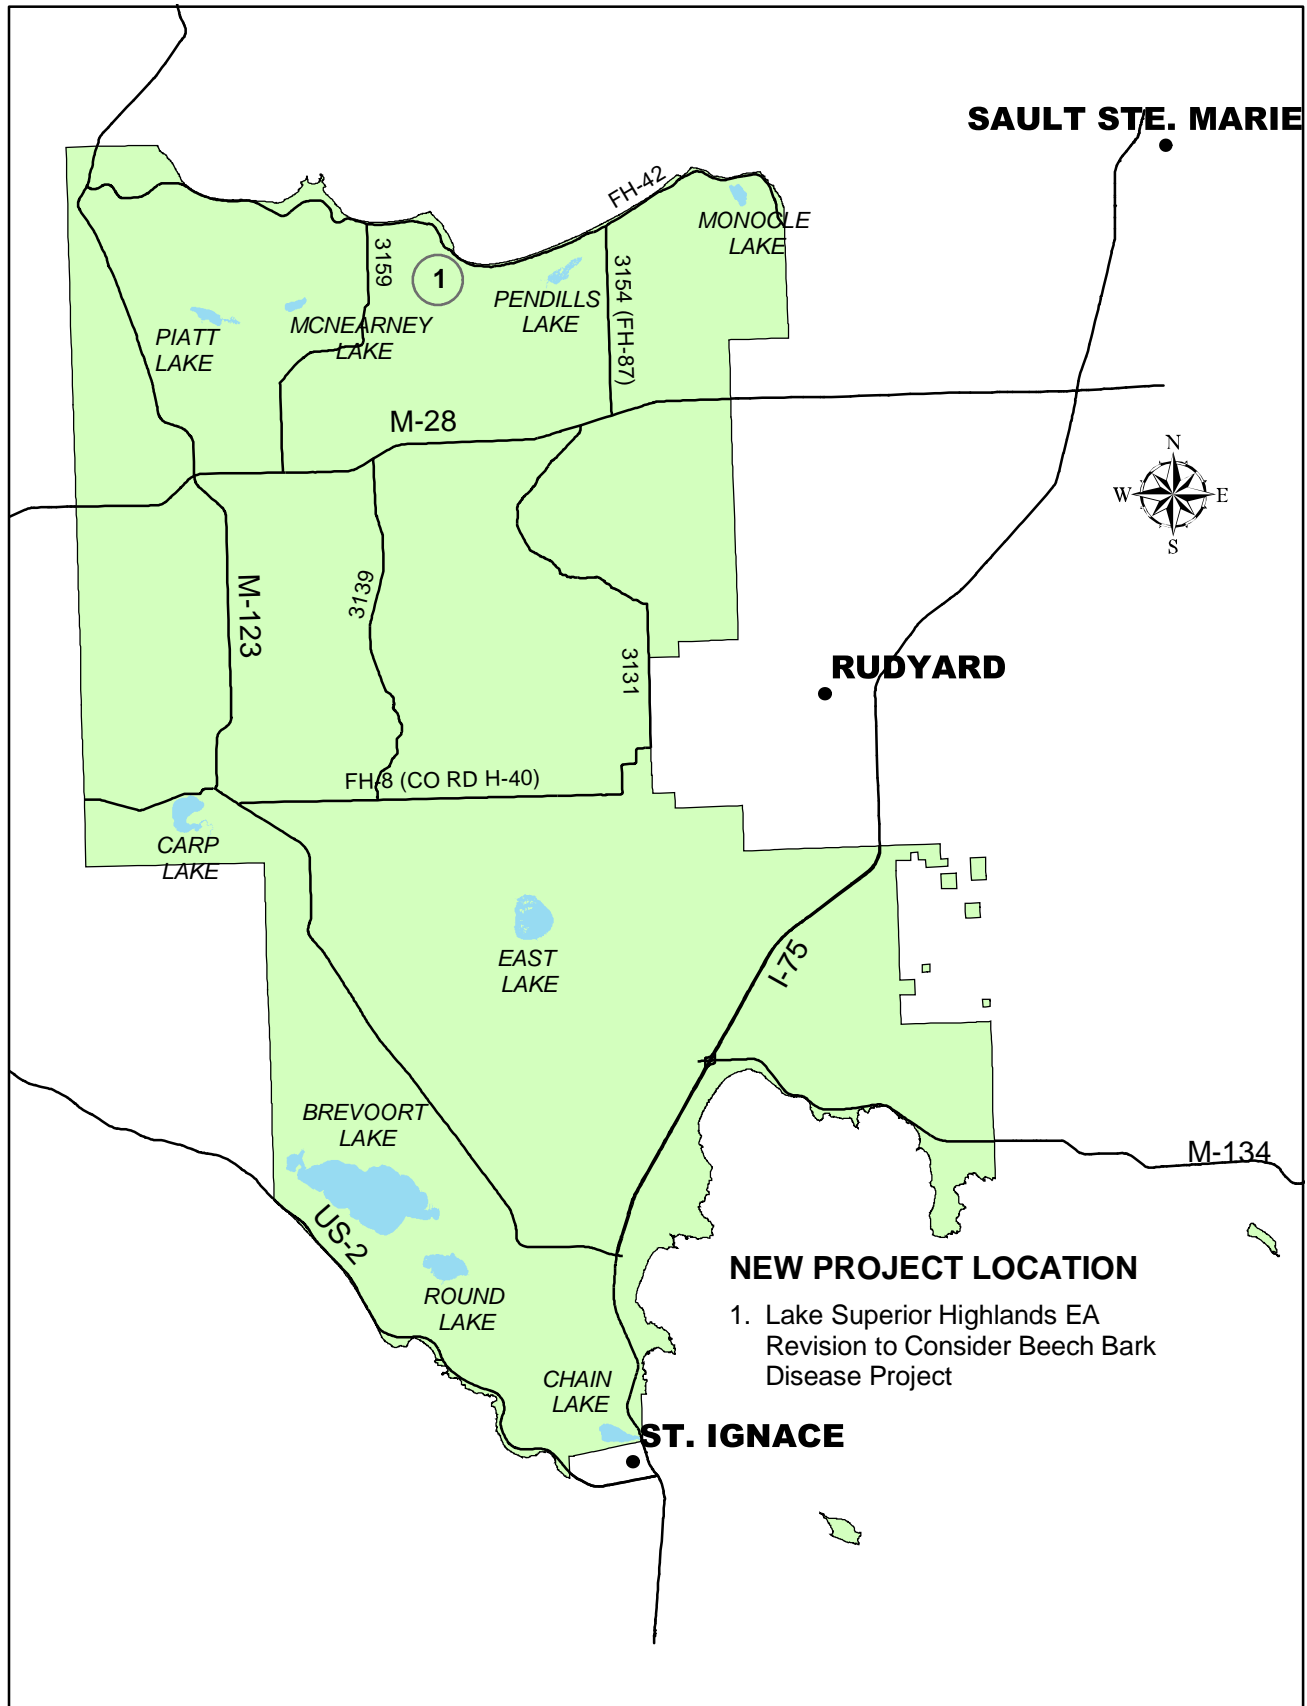 SAULT STE. MARIE
FH-42
MONOCLE
LAKE
3159
1
3154 (FH-87)
PENDILLS
LAKE
MCNEARNEY
LAKE
PIATT
LAKE
M-28
N
W
E
S
M-123
3139
3131
RUDYARD
FH-8 (CO RD H-40)
CARP
LAKE
EAST
LAKE
I-75
BREVOORT
LAKE
M-134
US-2
NEW PROJECT LOCATION
ROUND
LAKE
1. Lake Superior Highlands EA
Revision to Consider Beech Bark
Disease Project
CHAIN
LAKE
ST. IGNACE